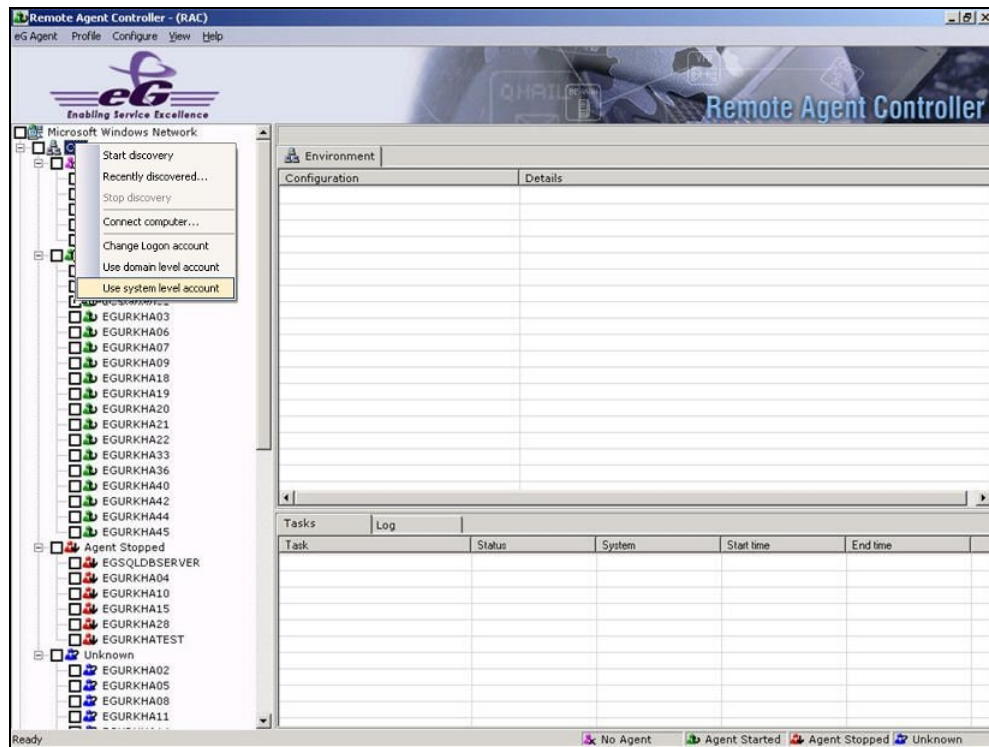 Remote Agent Controller - (RAC)
eG Agent Profile Configure View Help
eG
Enabling Service Excellence
QHAIL
Remote Agent Controller
Microsoft Windows Network
Start discovery
Recently discovered...
Stop discovery
Connect computer...
Change Logon account
Use domain level account
Use system level account
EGURKHA03
EGURKHA06
EGURKHA07
EGURKHA09
EGURKHA18
EGURKHA19
EGURKHA20
EGURKHA21
EGURKHA22
EGURKHA33
EGURKHA36
EGURKHA40
EGURKHA42
EGURKHA44
EGURKHA45
Agent Stopped
EGSQLDBSERVER
EGURKHA04
EGURKHA10
EGURKHA15
EGURKHA28
EGURKHATEST
Unknown
EGURKHA02
EGURKHA05
EGURKHA08
EGURKHA11
Environment
Configuration Details
Tasks Log
Task Status System Start time End time
Ready No Agent Agent Started Agent Stopped Unknown